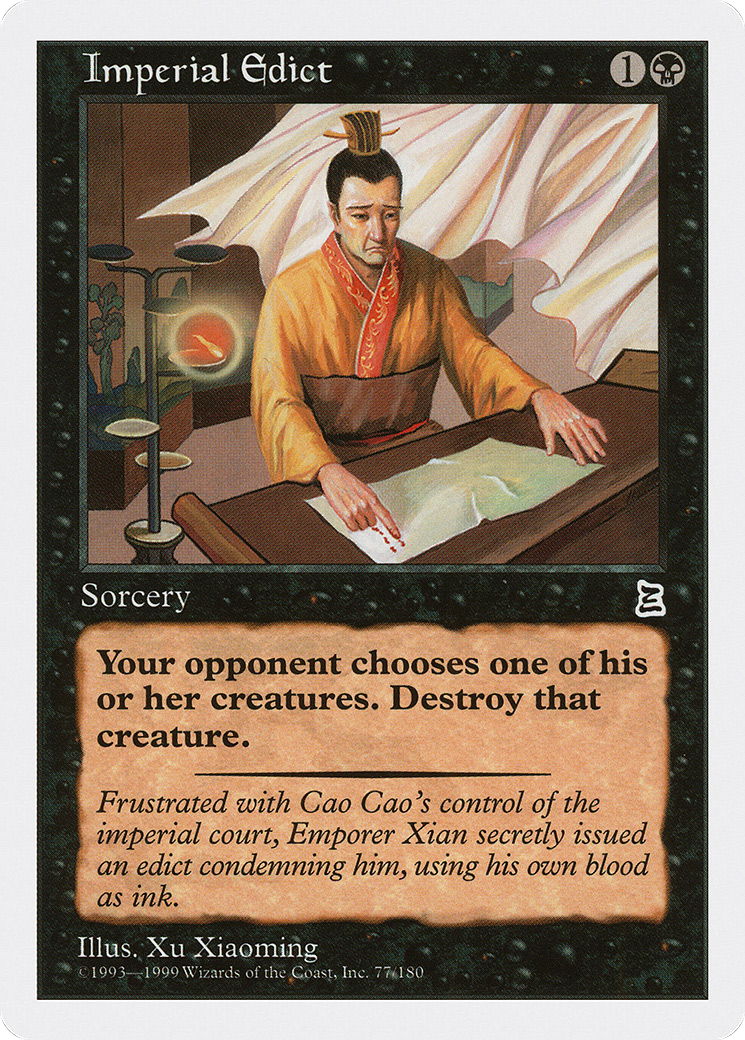 Imperial Edict 1
Sorcery
Your opponent chooses one of his
or her creatures. Destroy that
creature.
Frustrated with Cao Cao's control of the
imperial court, Emporer Xian secretly issued
an edict condemning him, using his own blood
as ink.
Illus. Xu Xiaoming
©1993—1999 Wizards of the Coast, Inc. 77/180